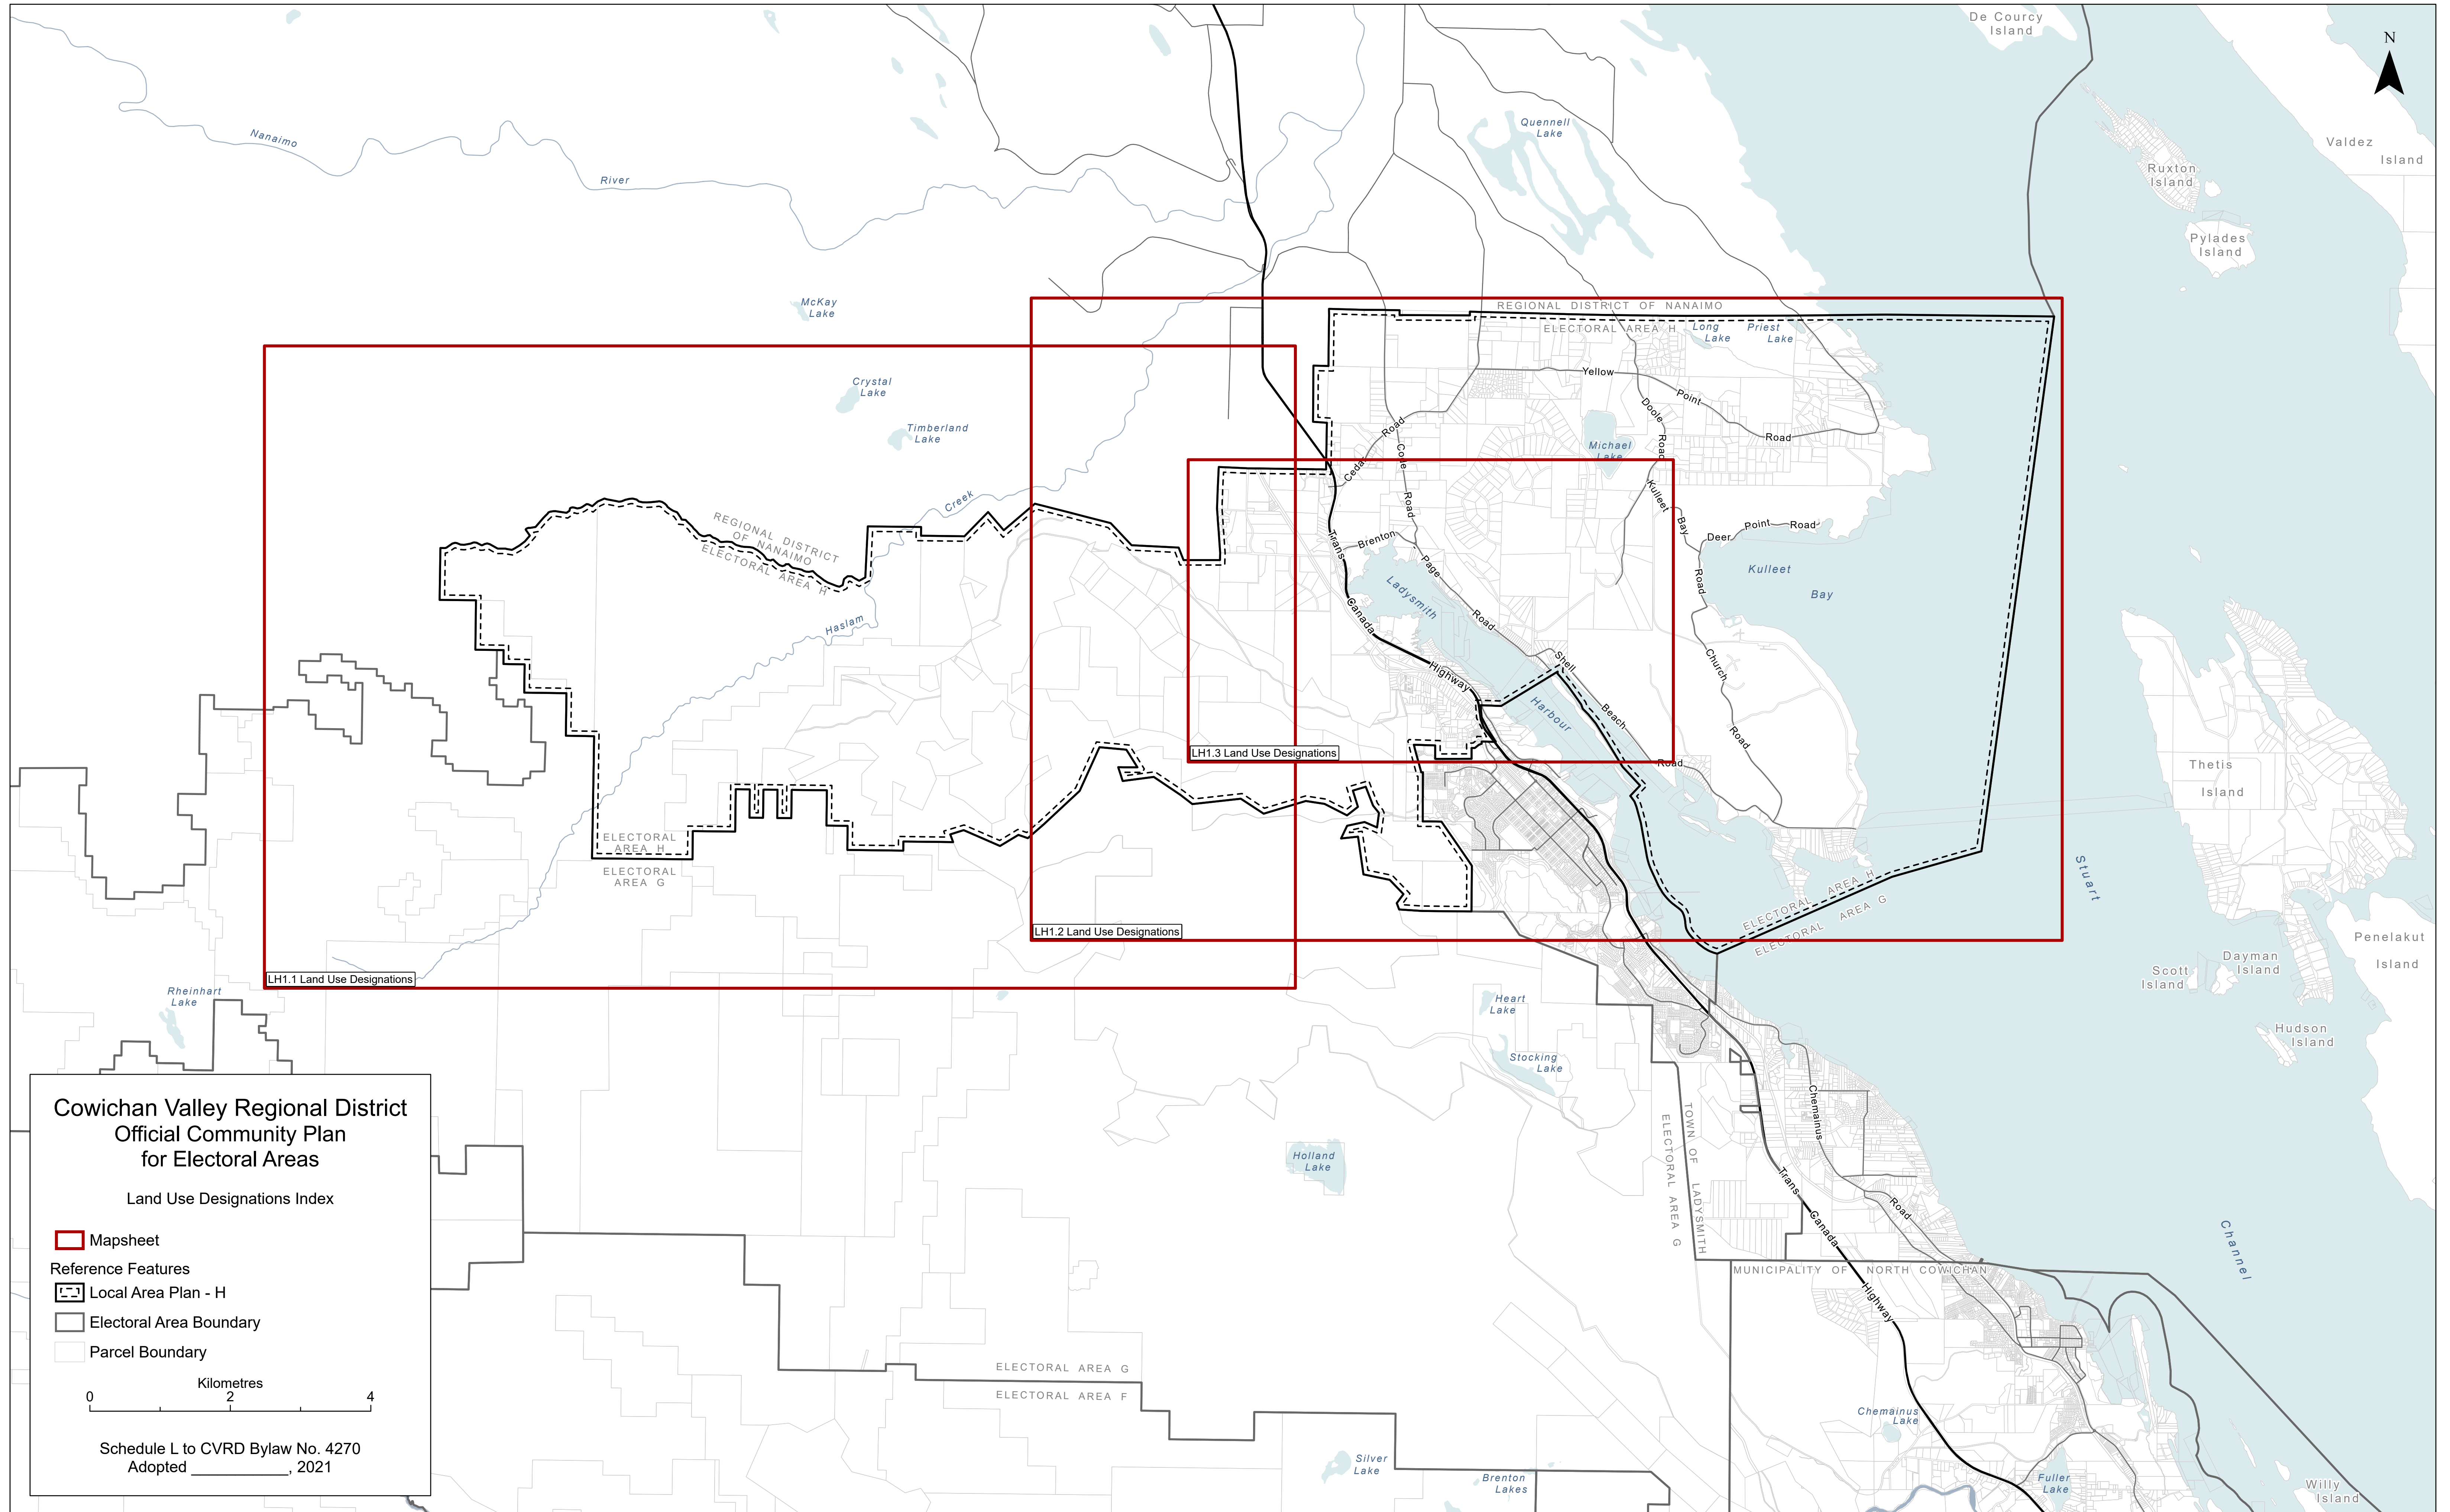 De Courcy
Island
N
Nanaimo
River
Quennell
Lake
Valdez
Island
Ruxton
Island
Pylades
Island
McKay
Lake
REGIONAL DISTRICT OF NANAIMO
ELECTORAL AREA H
Long
Lake
Priest
Lake
Crystal
Lake
Timberland
Lake
Yellow
Point
Road
Doole
Road
Cedar
Road
Code
Road
Michael
Lake
Creek
Haslam
REGIONAL DISTRICT
OF NANAIMO
ELECTORAL AREA H
Kulleet
Bay
Road
Deer
Point
Road
Kulleet
Bay
Trans
Canada
Highway
Brenton
Page
Road
Ladysmith
Harbour
Shell
Beach
Road
Church
Road
LH1.3 Land Use Designations
Thetis
Island
ELECTORAL
AREA H
ELECTORAL
AREA G
Stuart
Channel
ELECTORAL AREA H
ELECTORAL AREA G
LH1.2 Land Use Designations
LH1.1 Land Use Designations
Penelakut
Island
Dayman
Island
Scott
Island
Hudson
Island
Rheinhart
Lake
Heart
Lake
Stocking
Lake
Holland
Lake
TOWN OF LADYSMITH
ELECTORAL AREA G
Chemainus
Road
Trans
Canada
Highway
MUNICIPALITY OF NORTH COWICHAN
ELECTORAL AREA G
ELECTORAL AREA F
Chemainus
Lake
Silver
Lake
Brenton
Lakes
Fuller
Lake
Willy
Island
Cowichan Valley Regional District
Official Community Plan
for Electoral Areas
Land Use Designations Index
Mapsheet
Reference Features
Local Area Plan - H
Electoral Area Boundary
Parcel Boundary
Kilometres
0 2 4
Schedule L to CVRD Bylaw No. 4270
Adopted ____________, 2021